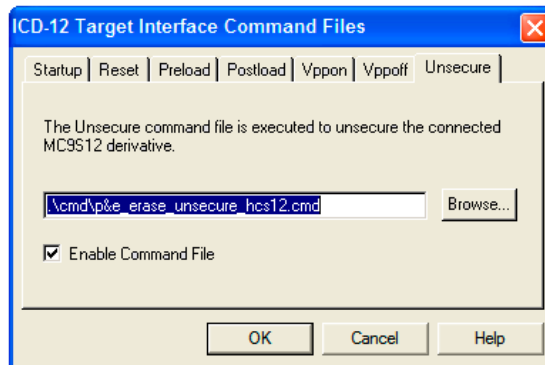 ICD-12 Target Interface Command Files
Startup Reset Preload Postload Vppon Vppoff Unsecure
The Unsecure command file is executed to unsecure the connected
MC9S12 derivative.
.\cmd\p&e_erase_unsecure_hcs12.cmd Browse...
Enable Command File
OK Cancel Help